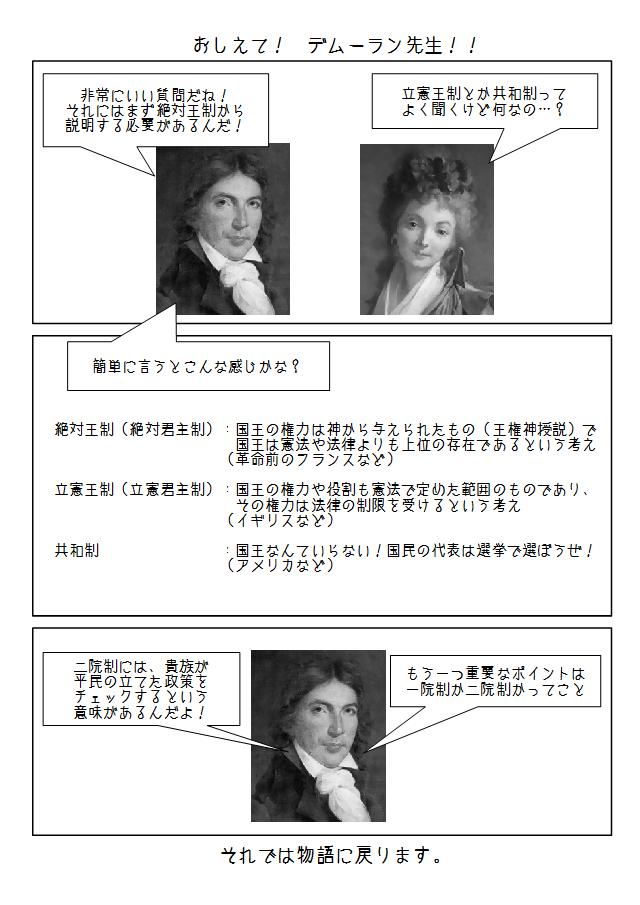 おしえて！　デムーラン先生！！
立憲王制とか共和制って
よく聞くけど何なの…？
非常にいい質問だね！
それにはまず絶対王制から
説明する必要があるんだ！
簡単に言うとこんな感じかな？
絶対王制（絶対君主制）：国王の権力は神から与えられたもの（王権神授説）で
国王は憲法や法律よりも上位の存在であるという考え
（革命前のフランスなど）
立憲王制（立憲君主制）：国王の権力や役割も憲法で定めた範囲のものであり、
その権力は法律の制限を受けるという考え
（イギリスなど）
共和制　：国王なんていらない！国民の代表は選挙で選ぼうぜ！
（アメリカなど）
もう一つ重要なポイントは
一院制か二院制かってこと
二院制には、貴族が
平民の立てた政策を
チェックするという
意味があるんだよ！
それでは物語に戻ります。